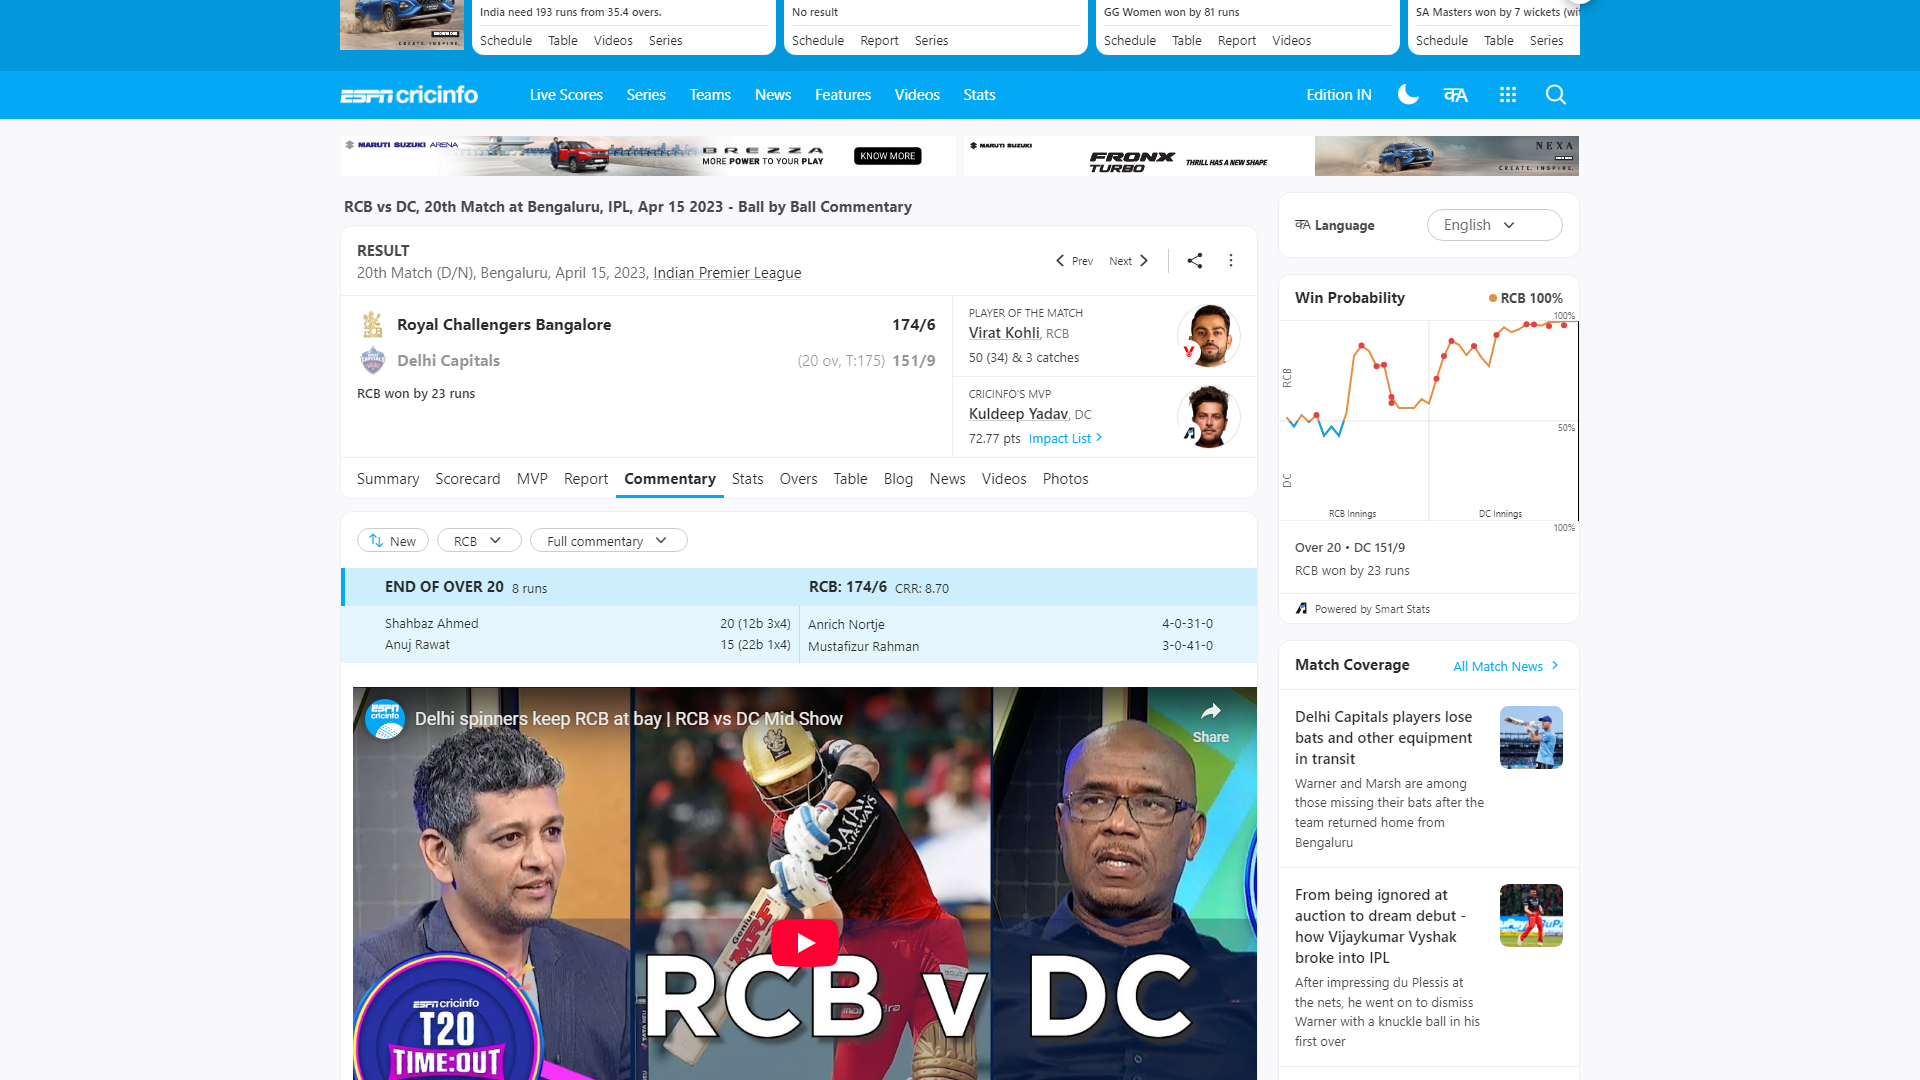 India need 193 runs from 35.4 overs.
Schedule Table Videos Series
No result
Schedule Report Series
GG Women won by 81 runs
Schedule Table Report Videos
SA Masters won by 7 wickets (wit
Schedule Table Series
CREATE. INSPIRE.
ESPN cricinfo
Live Scores Series Teams News Features Videos Stats
Edition IN
MARUTI SUZUKI ARENA
BREZZA
MORE POWER TO YOUR PLAY
KNOW MORE
MARUTI SUZUKI
FRONX
TURBO
THRILL HAS A NEW SHAPE
NEXA
CREATE. INSPIRE.
RCB vs DC, 20th Match at Bengaluru, IPL, Apr 15 2023 - Ball by Ball Commentary
RESULT
20th Match (D/N), Bengaluru, April 15, 2023, Indian Premier League
Prev Next
Royal Challengers Bangalore 174/6
Delhi Capitals (20 ov, T:175) 151/9
RCB won by 23 runs
PLAYER OF THE MATCH
Virat Kohli, RCB
50 (34) & 3 catches
CRICINFO'S MVP
Kuldeep Yadav, DC
72.77 pts Impact List
Summary Scorecard MVP Report Commentary Stats Overs Table Blog News Videos Photos
New RCB Full commentary
END OF OVER 20 8 runs RCB: 174/6 CRR: 8.70
Shahbaz Ahmed 20 (12b 3x4)
Anuj Rawat 15 (22b 1x4)
Anrich Nortje 4-0-31-0
Mustafizur Rahman 3-0-41-0
ESPN cricinfo
Delhi spinners keep RCB at bay | RCB vs DC Mid Show
Share
QATAR AIRWAYS
Genius
MRF
RCB v DC
ESPN cricinfo
T20
TIME:OUT
क A Language English
Win Probability RCB 100%
100%
RCB
50%
DC
RCB Innings DC Innings
100%
Over 20 • DC 151/9
RCB won by 23 runs
Powered by Smart Stats
Match Coverage All Match News
Delhi Capitals players lose
bats and other equipment
in transit
Warner and Marsh are among
those missing their bats after the
team returned home from
Bengaluru
From being ignored at
auction to dream debut -
how Vijaykumar Vyshak
broke into IPL
After impressing du Plessis at
the nets, he went on to dismiss
Warner with a knuckle ball in his
first over